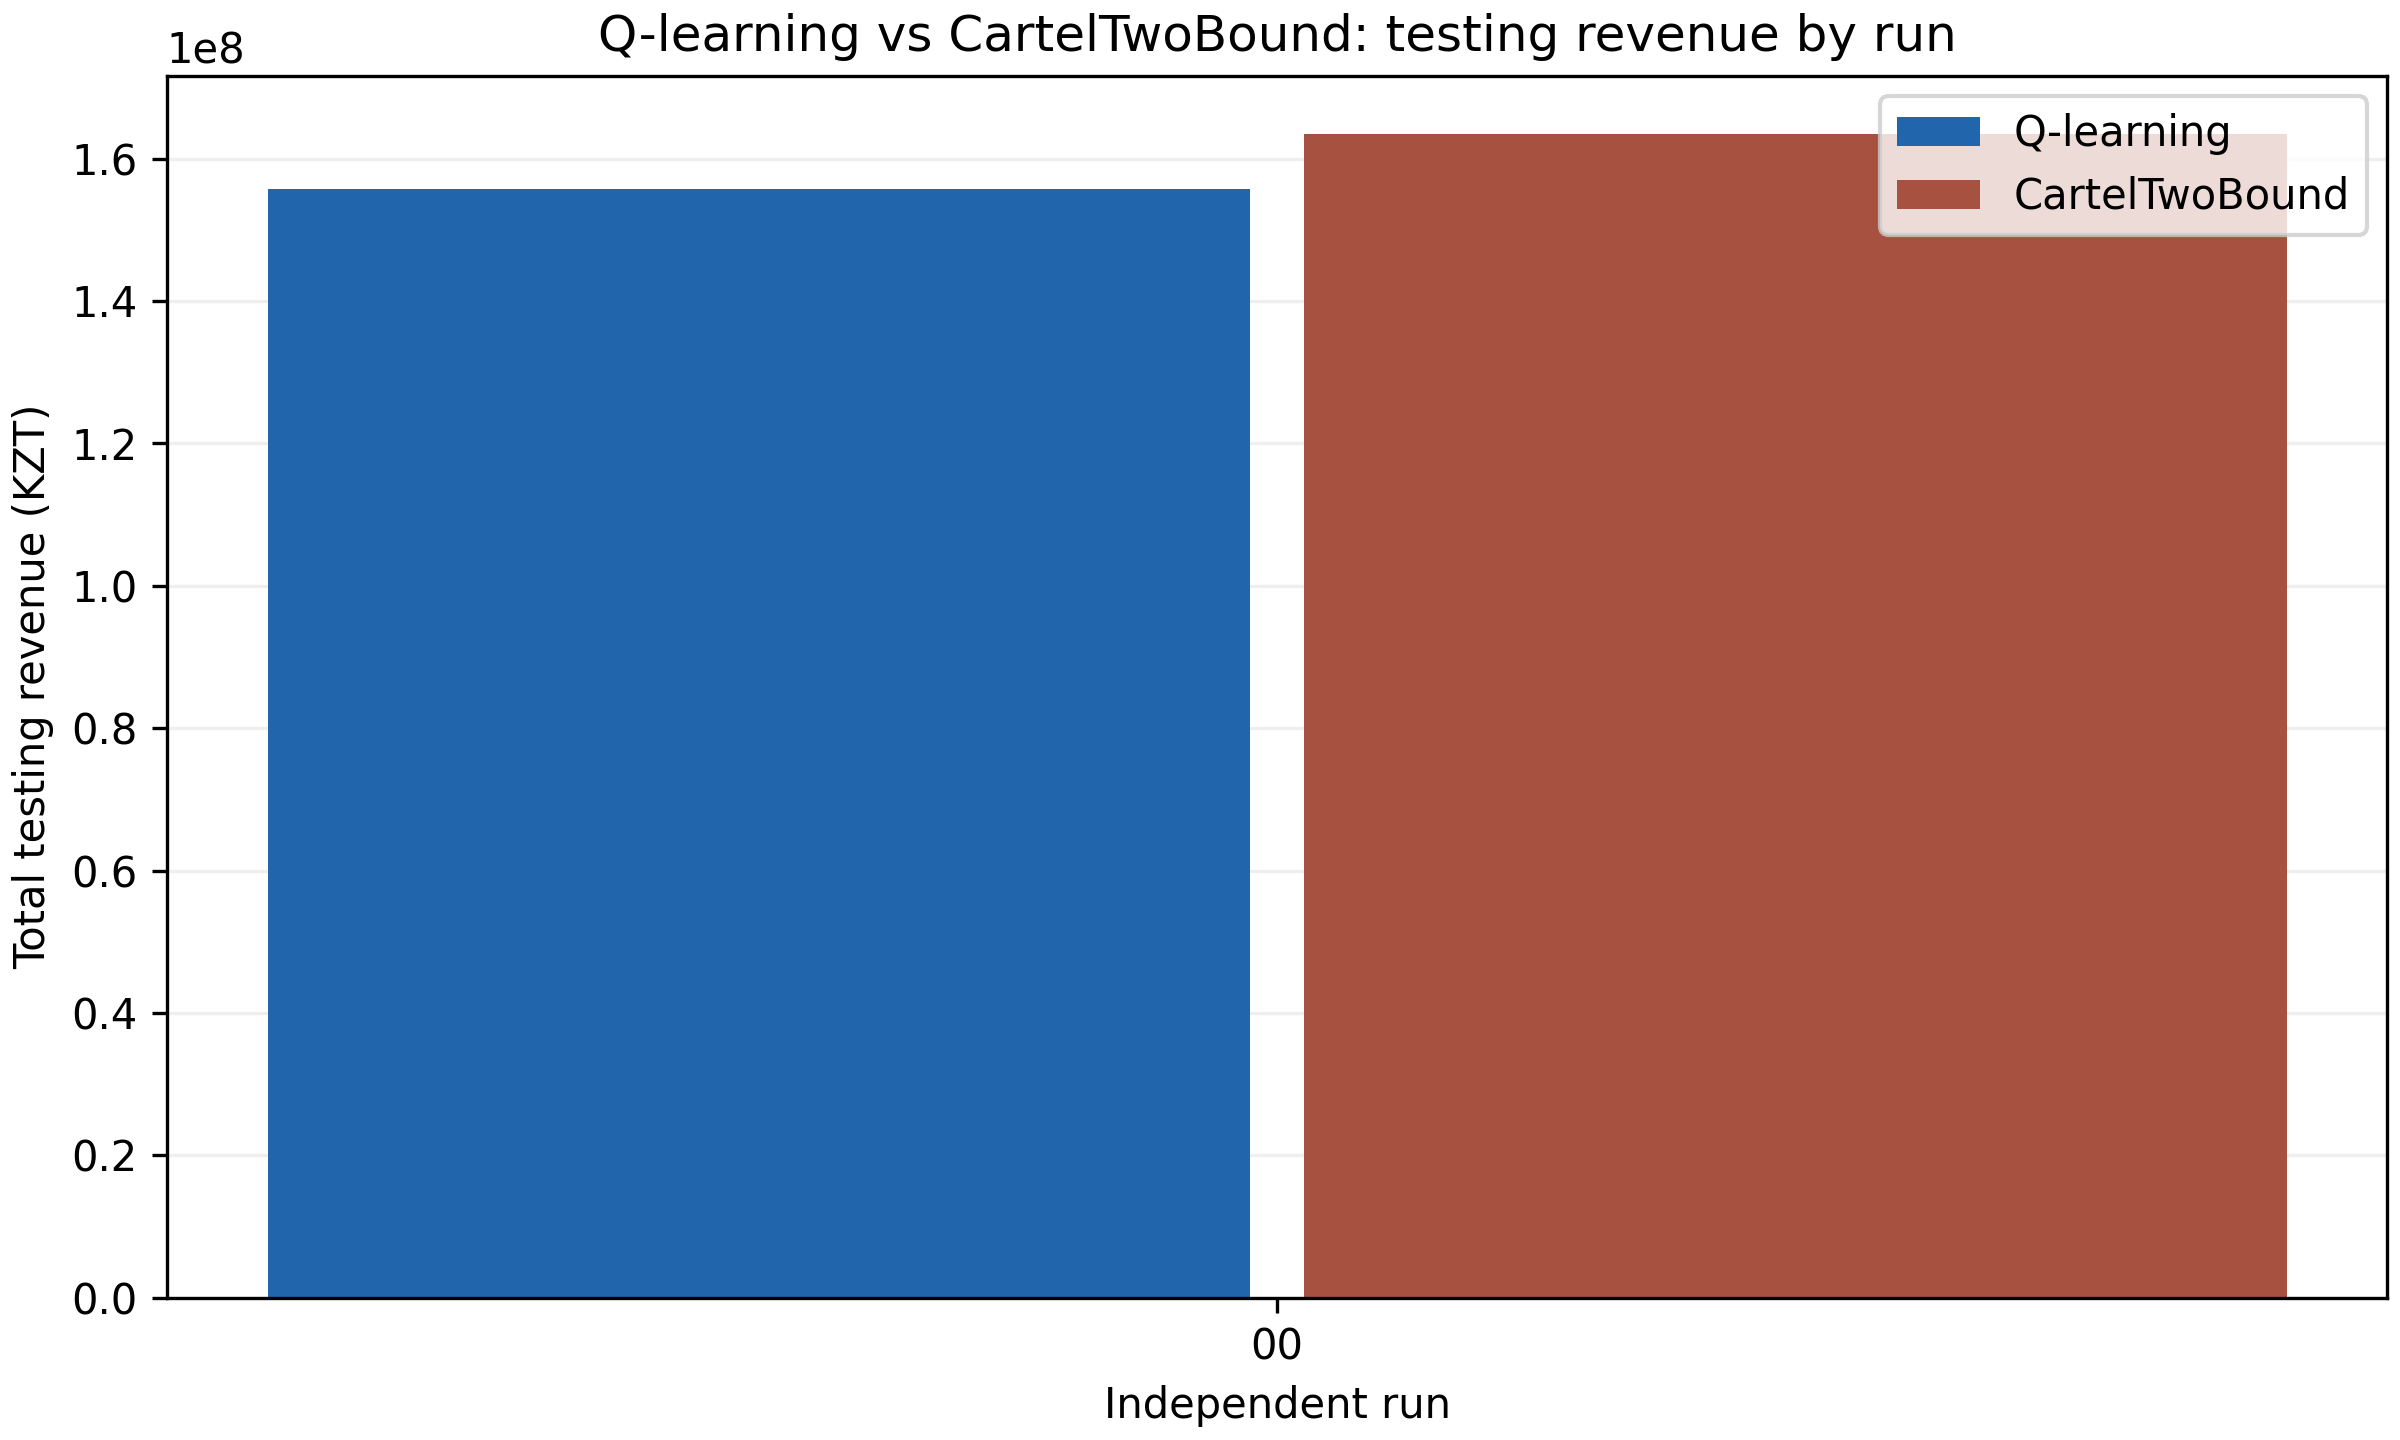 Q-learning vs CartelTwoBound: testing revenue by run
1e8
Q-learning
CartelTwoBound
1.6
1.4
1.2
1.0
0.8
0.6
0.4
0.2
0.0
Total testing revenue (KZT)
00
Independent run